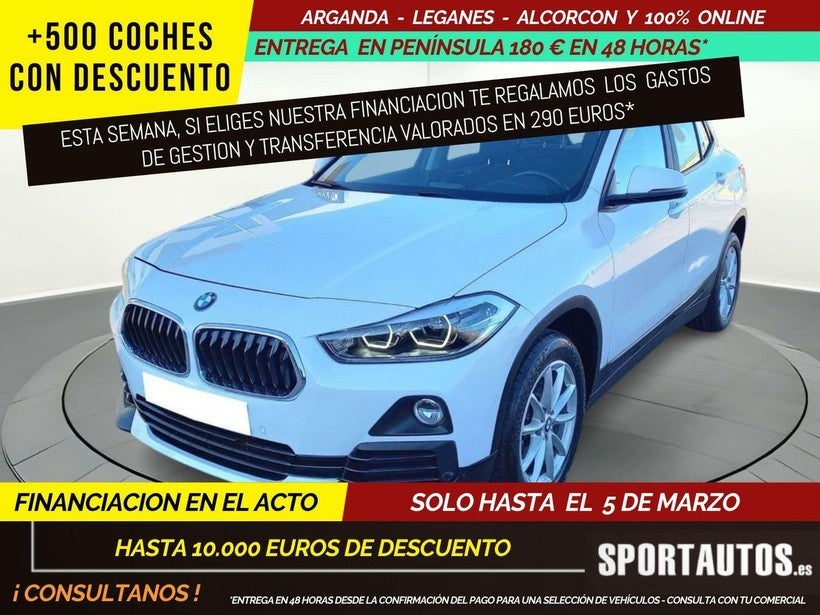 +500 COCHES
CON DESCUENTO
ARGANDA - LEGANES - ALCORCON Y 100% ONLINE
ENTREGA EN PENÍNSULA 180 € EN 48 HORAS*
ESTA SEMANA, SI ELIGES NUESTRA FINANCIACION TE REGALAMOS LOS GASTOS
DE GESTION Y TRANSFERENCIA VALORADOS EN 290 EUROS*
FINANCIACION EN EL ACTO
SOLO HASTA EL 5 DE MARZO
HASTA 10.000 EUROS DE DESCUENTO
SPORTAUTOS.es
¡ CONSULTANOS !
*ENTREGA EN 48 HORAS DESDE LA CONFIRMACIÓN DEL PAGO PARA UNA SELECCIÓN DE VEHÍCULOS - CONSULTA CON TU COMERCIAL